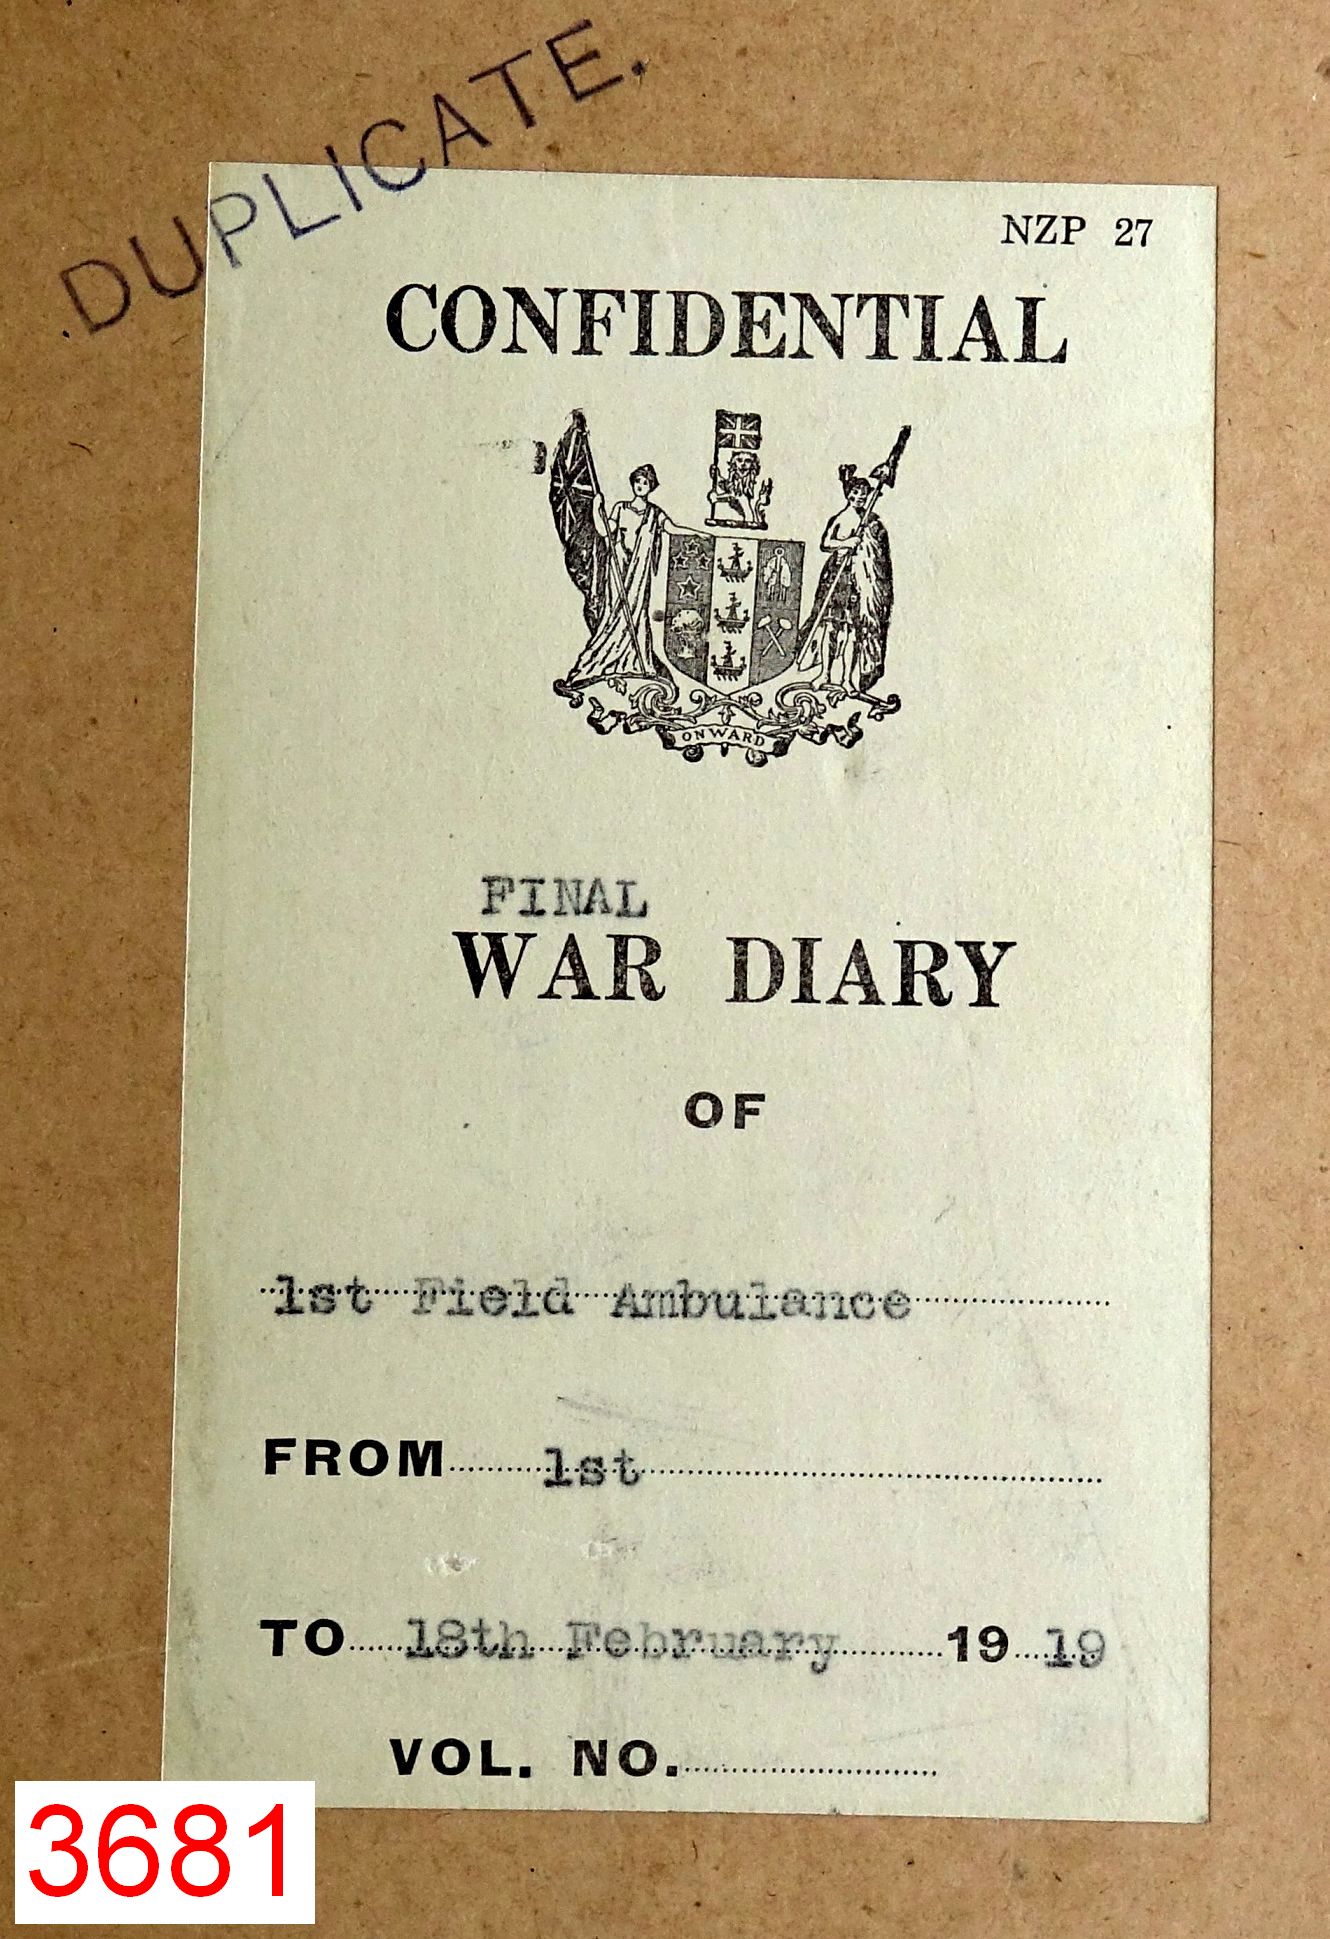 DUPLICATE.
NZP 27
CONFIDENTIAL
ONWARD
FINAL
WAR DIARY
OF
1st Field Ambulance
FROM 1st
TO 18th February 19 19
VOL. NO.
3681